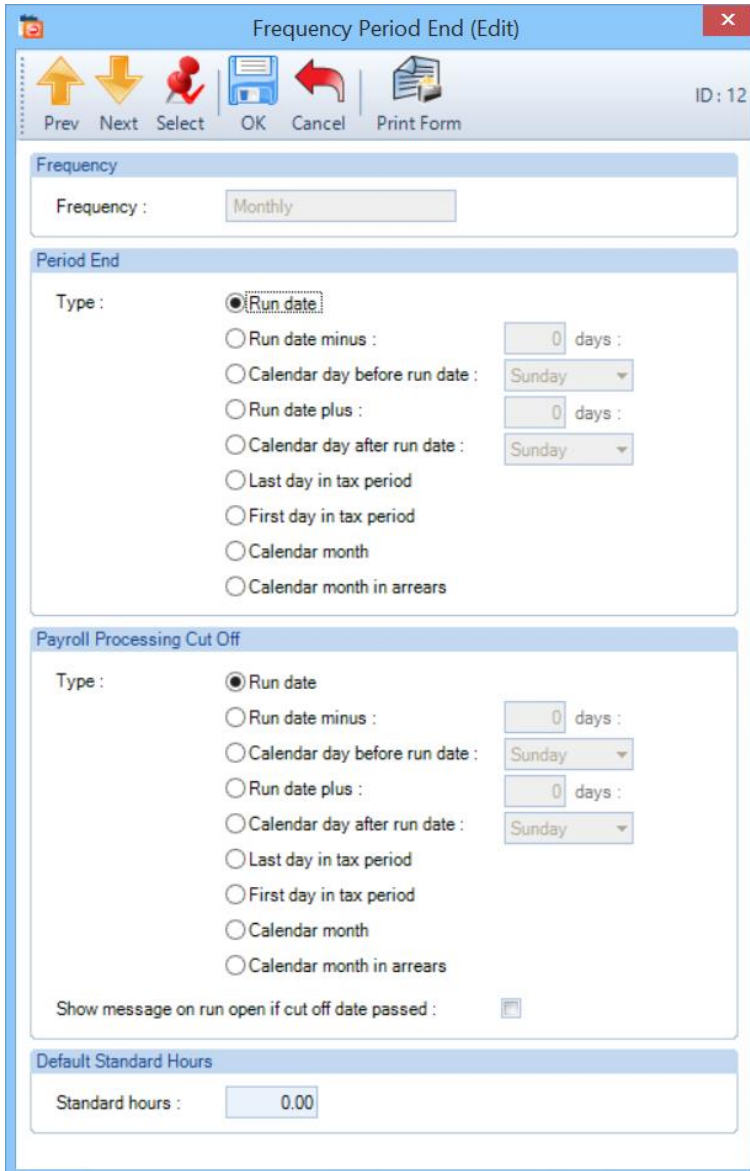 Frequency Period End (Edit)
Prev Next Select OK Cancel Print Form ID : 12
Frequency
Frequency : Monthly
Period End
Type : Run date
Run date minus : 0 days :
Calendar day before run date : Sunday
Run date plus : 0 days :
Calendar day after run date : Sunday
Last day in tax period
First day in tax period
Calendar month
Calendar month in arrears
Payroll Processing Cut Off
Type : Run date
Run date minus : 0 days :
Calendar day before run date : Sunday
Run date plus : 0 days :
Calendar day after run date : Sunday
Last day in tax period
First day in tax period
Calendar month
Calendar month in arrears
Show message on run open if cut off date passed :
Default Standard Hours
Standard hours : 0.00